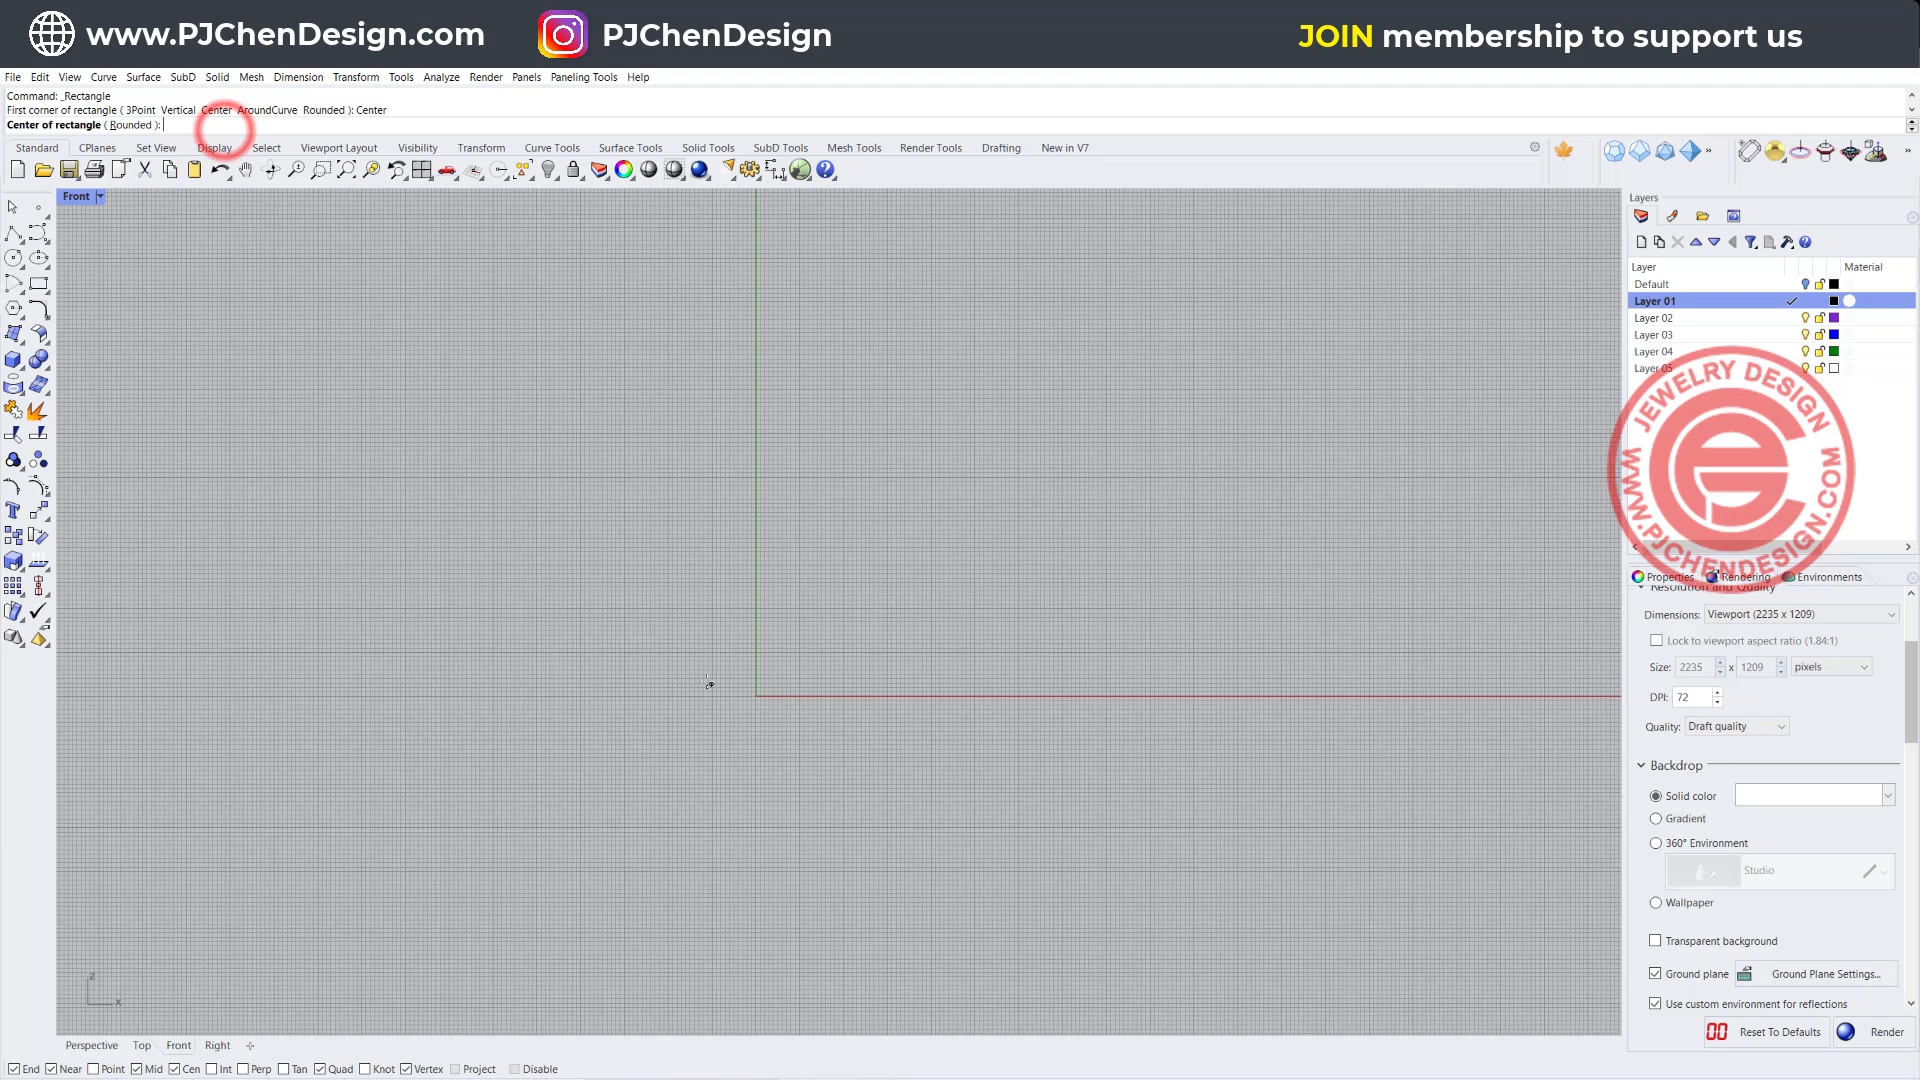 www.PJChenDesign.com PJChenDesign JOIN membership to support us
File Edit View Curve Surface SubD Solid Mesh Dimension Transform Tools Analyze Render Panels Paneling Tools Help
Command: _Rectangle
First corner of rectangle ( 3Point Vertical Center AroundCurve Rounded ): Center
Center of rectangle ( Rounded ):
Standard CPlanes Set View Display Select Viewport Layout Visibility Transform Curve Tools Surface Tools Solid Tools SubD Tools Mesh Tools Render Tools Drafting New in V7
Front
Layers
Layer Material
Default
Layer 01
Layer 02
Layer 03
Layer 04
Layer 05
JEWELRY DESIGN
WWW.PJCHENDESIGN.COM
Properties Rendering Environments
Resolution and Quality
Dimensions: Viewport (2235 x 1209)
Lock to viewport aspect ratio (1.84:1)
Size: 2235 x 1209 pixels
DPI: 72
Quality: Draft quality
Backdrop
Solid color
Gradient
360° Environment
Studio
Wallpaper
Transparent background
Ground plane Ground Plane Settings...
Use custom environment for reflections
Reset To Defaults Render
z
x
Perspective Top Front Right
End Near Point Mid Cen Int Perp Tan Quad Knot Vertex Project Disable